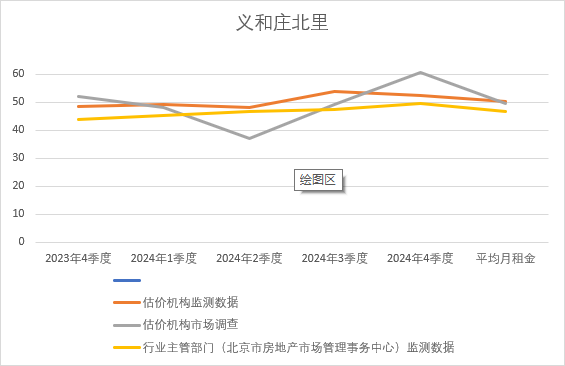 义和庄北里
60
50
40
30
20
10
0
绘图区
2023年4季度 2024年1季度 2024年2季度 2024年3季度 2024年4季度 平均月租金
估价机构监测数据
估价机构市场调查
行业主管部门（北京市房地产市场管理事务中心）监测数据